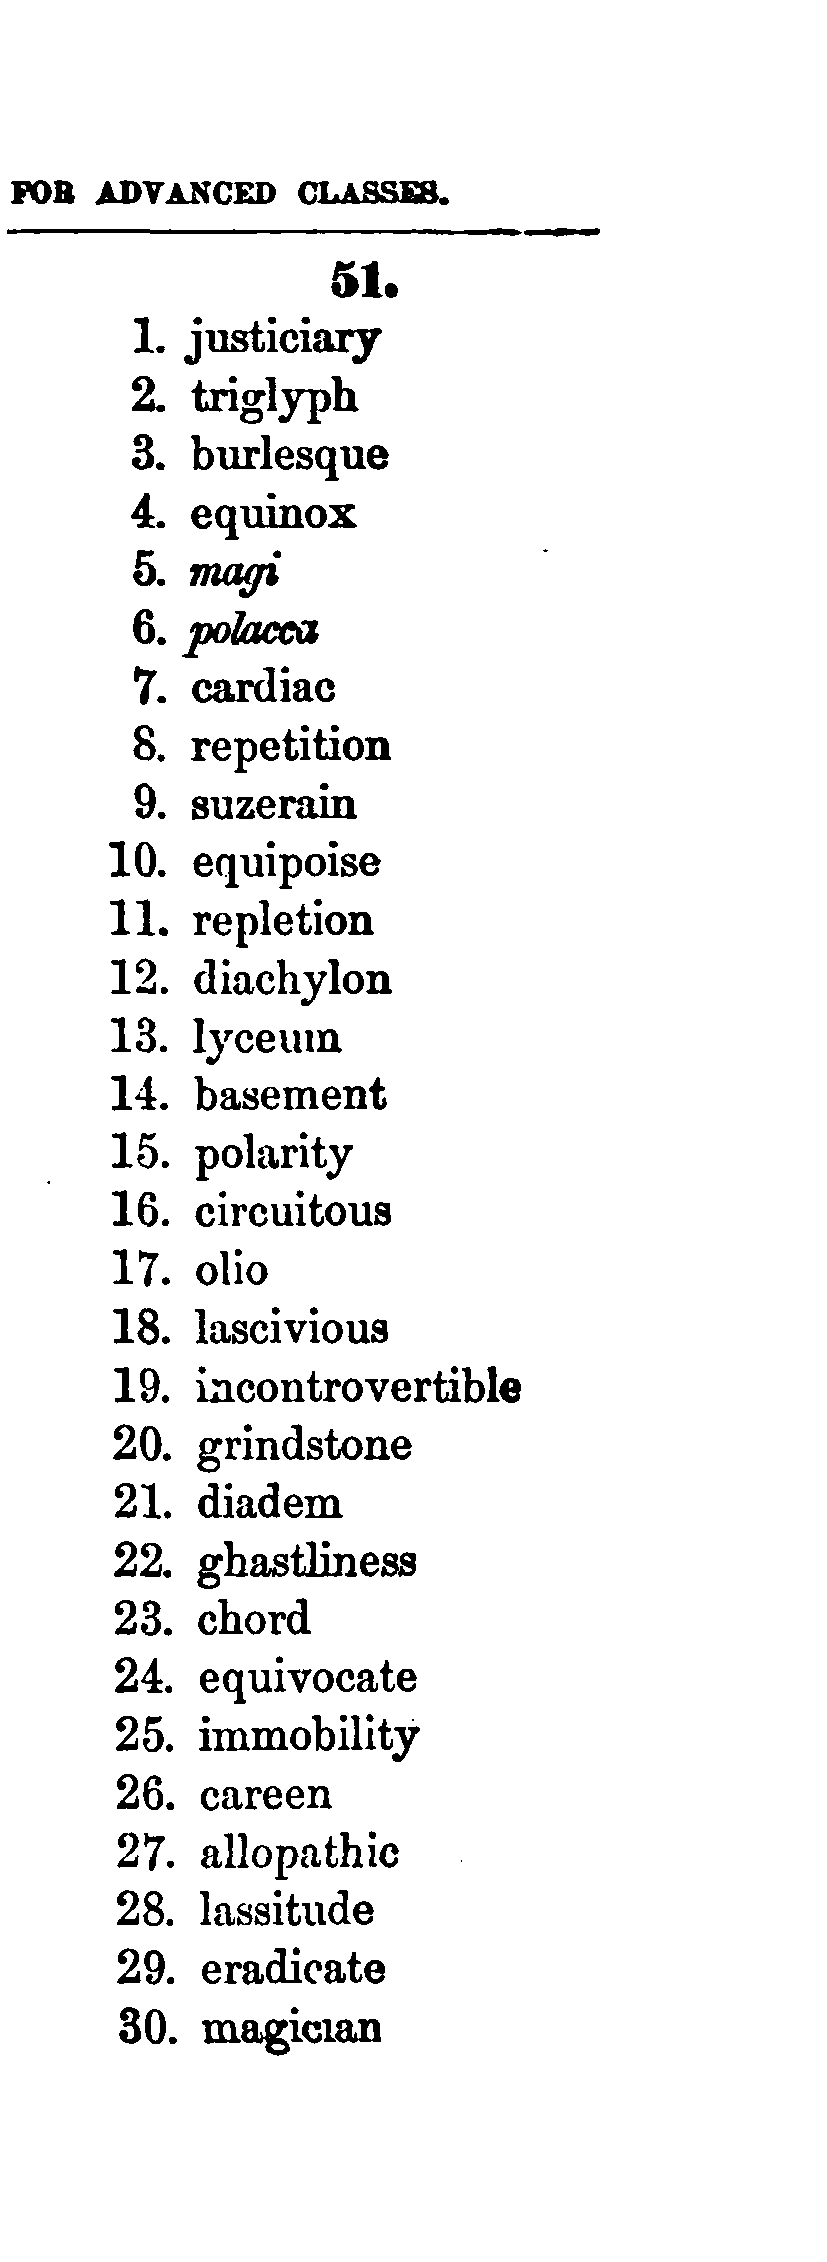 FOR ADVANCED CLASSES.
51.
1. justiciary
2. triglyph
3. burlesque
4. equinox
5. magi
6. polacca
7. cardiac
8. repetition
9. suzerain
10. equipoise
11. repletion
12. diachylon
13. lyceum
14. basement
15. polarity
16. circuitous
17. olio
18. lascivious
19. incontrovertible
20. grindstone
21. diadem
22. ghastliness
23. chord
24. equivocate
25. immobility
26. careen
27. allopathic
28. lassitude
29. eradicate
30. magician